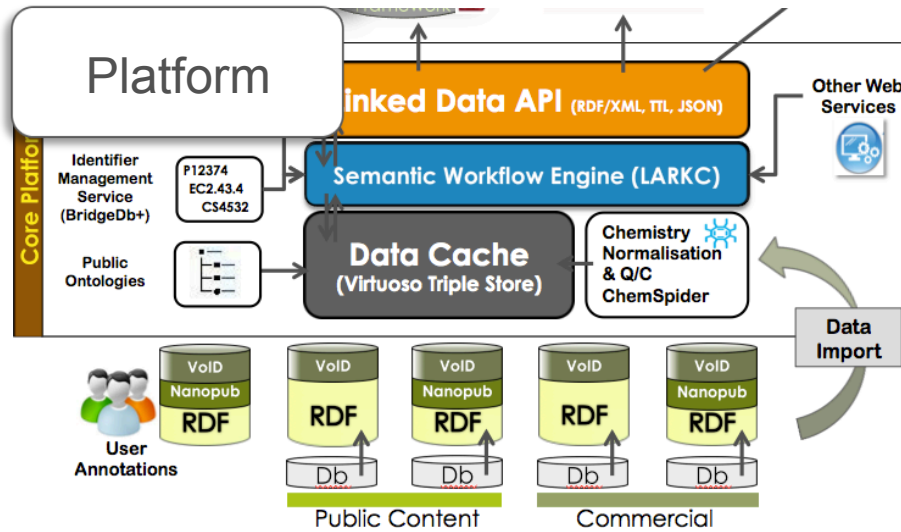 Platform
inked Data API (RDF/XML, TTL, JSON)
Other Web
Services
Core Platfo
Identifier
Management
Service
(BridgeDb+)
P12374
EC2.43.4
CS4532
Semantic Workflow Engine (LARKC)
Public
Ontologies
Data Cache
(Virtuoso Triple Store)
Chemistry
Normalisation
& Q/C
ChemSpider
Data
Import
User
Annotations
VoID
Nanopub
RDF
VoID
RDF
Db
VoID
Nanopub
RDF
Db
VoID
RDF
Db
VoID
Nanopub
RDF
Db
Public Content
Commercial